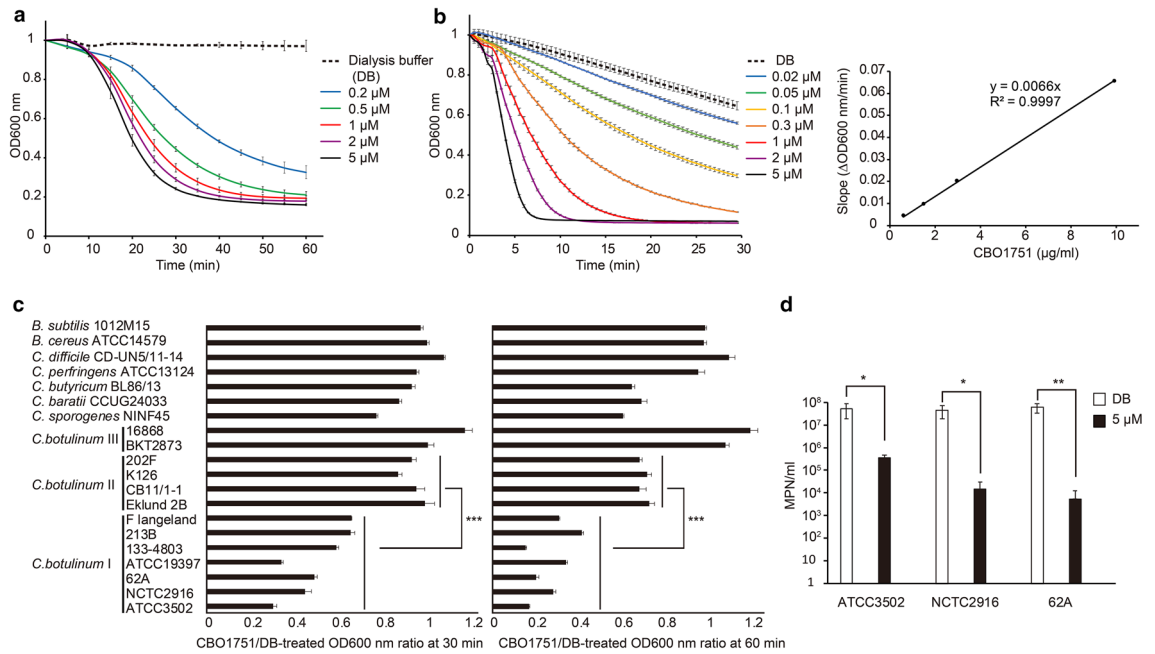 a
1
0.8
0.6
0.4
0.2
0
OD600 nm
0 10 20 30 40 50 60
Time (min)
Dialysis buffer
(DB)
0.2 µM
0.5 µM
1 µM
2 µM
5 µM
b
1
0.8
0.6
0.4
0.2
0
OD600 nm
0 5 10 15 20 25 30
Time (min)
DB
0.02 µM
0.05 µM
0.1 µM
0.3 µM
1 µM
2 µM
5 µM
0.07
0.06
0.05
0.04
0.03
0.02
0.01
0
Slope (ΔOD600 nm/min)
y = 0.0066x
R² = 0.9997
0 2 4 6 8 10
CBO1751 (µg/ml)
c
B. subtilis 1012M15
B. cereus ATCC14579
C. difficile CD-UN5/11-14
C. perfringens ATCC13124
C. butyricum BL86/13
C. baratii CCUG24033
C. sporogenes NINF45
C.botulinum III
16868
BKT2873
C.botulinum II
202F
K126
CB11/1-1
Eklund 2B
C.botulinum I
F langeland
213B
133-4803
ATCC19397
62A
NCTC2916
ATCC3502
***
0 0.2 0.4 0.6 0.8 1 1.2
CBO1751/DB-treated OD600 nm ratio at 30 min
***
0 0.2 0.4 0.6 0.8 1 1.2
CBO1751/DB-treated OD600 nm ratio at 60 min
d
* * **
DB
5 µM
10⁸
10⁷
10⁶
10⁵
10⁴
10³
10²
10¹
1
MPN/ml
ATCC3502 NCTC2916 62A